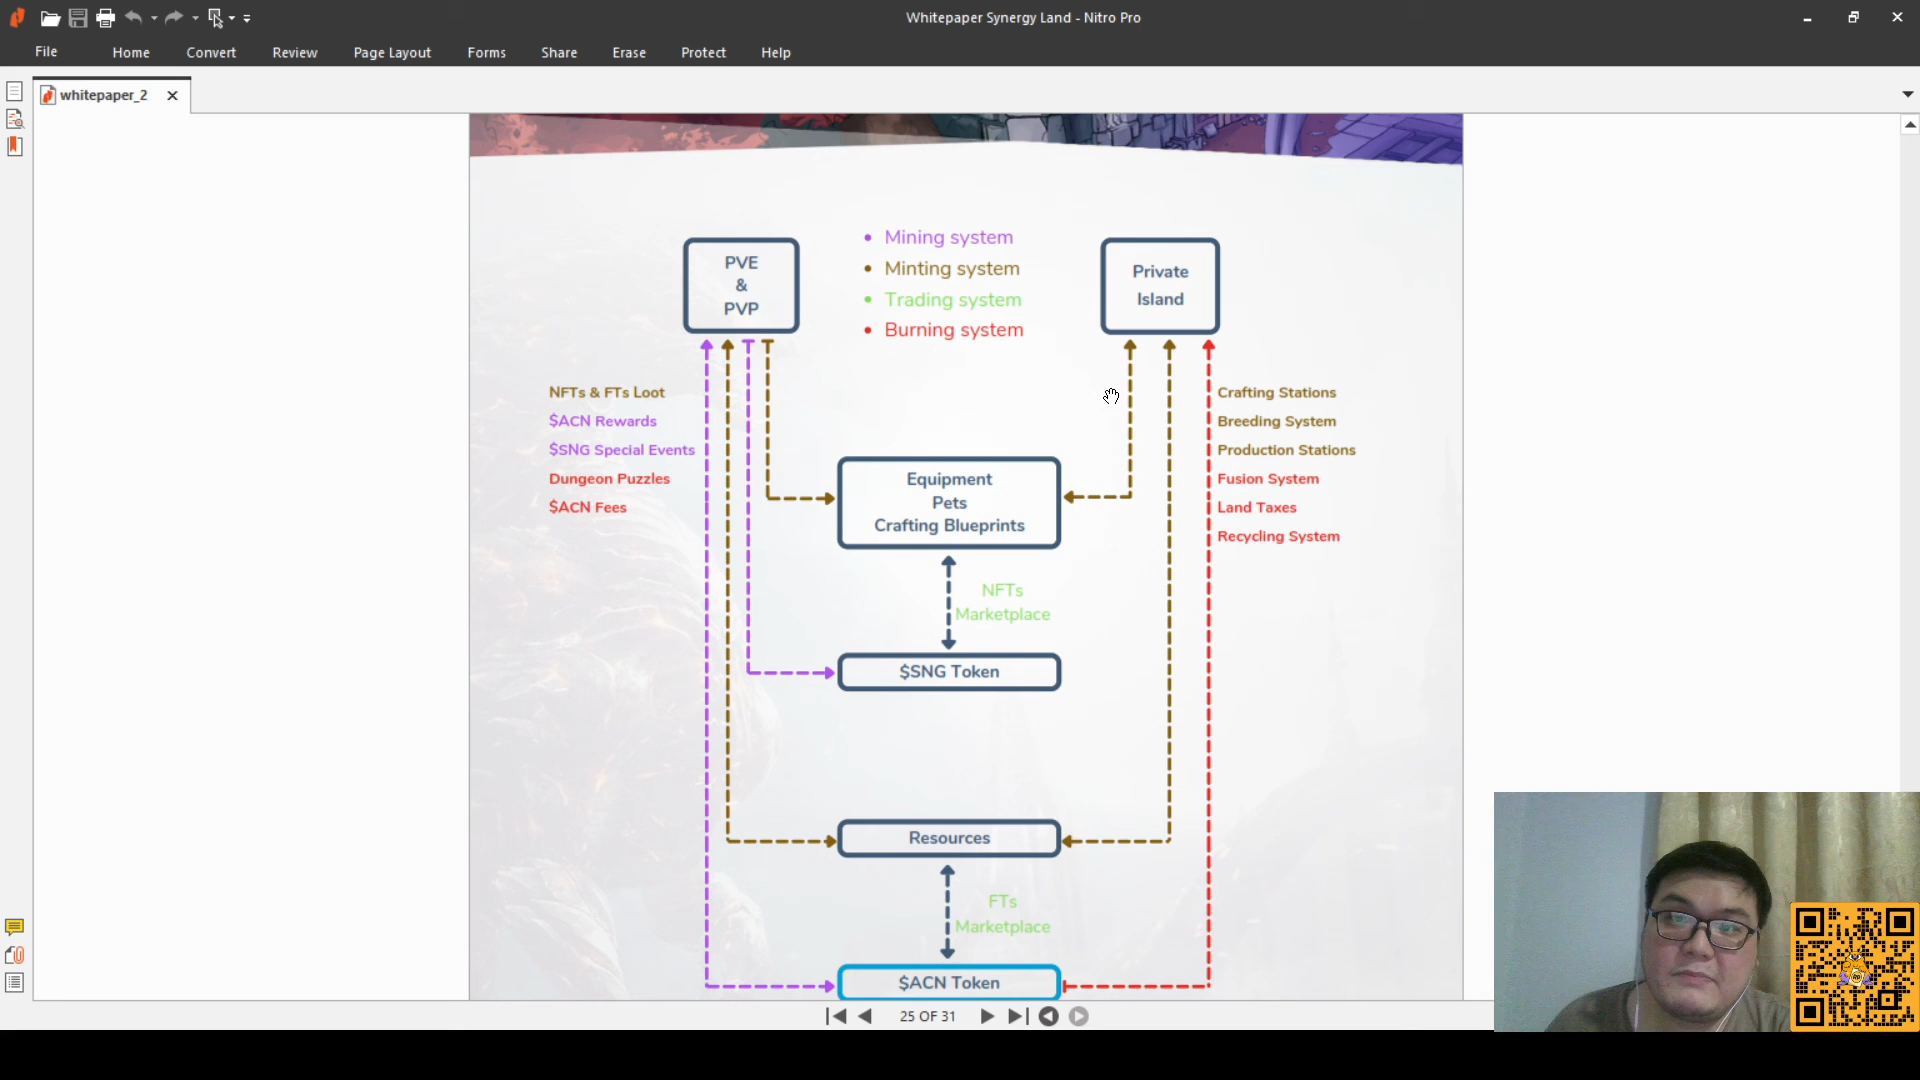 Whitepaper Synergy Land - Nitro Pro
File
Home
Convert
Review
Page Layout
Forms
Share
Erase
Protect
Help
whitepaper_2
PVE
&
PVP
• Mining system
• Minting system
• Trading system
• Burning system
Private
Island
NFTs & FTs Loot
$ACN Rewards
$SNG Special Events
Dungeon Puzzles
$ACN Fees
Crafting Stations
Breeding System
Production Stations
Fusion System
Land Taxes
Recycling System
Equipment
Pets
Crafting Blueprints
NFTs
Marketplace
$SNG Token
Resources
FTs
Marketplace
$ACN Token
25 OF 31